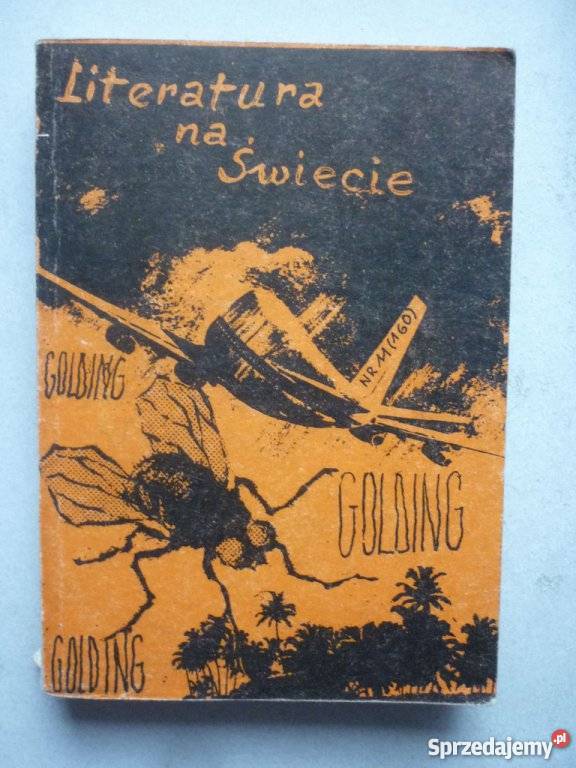 Literatura
na
Świecie
NR 11 (160)
GOLDING
GOLDING
GOLDING
Sprzedajemy.pl